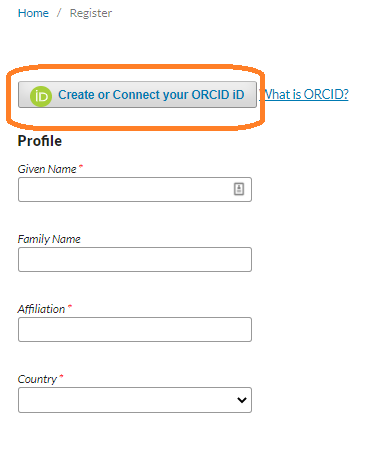 Home / Register
iD Create or Connect your ORCID iD What is ORCID?
Profile
Given Name *
Family Name
Affiliation *
Country *